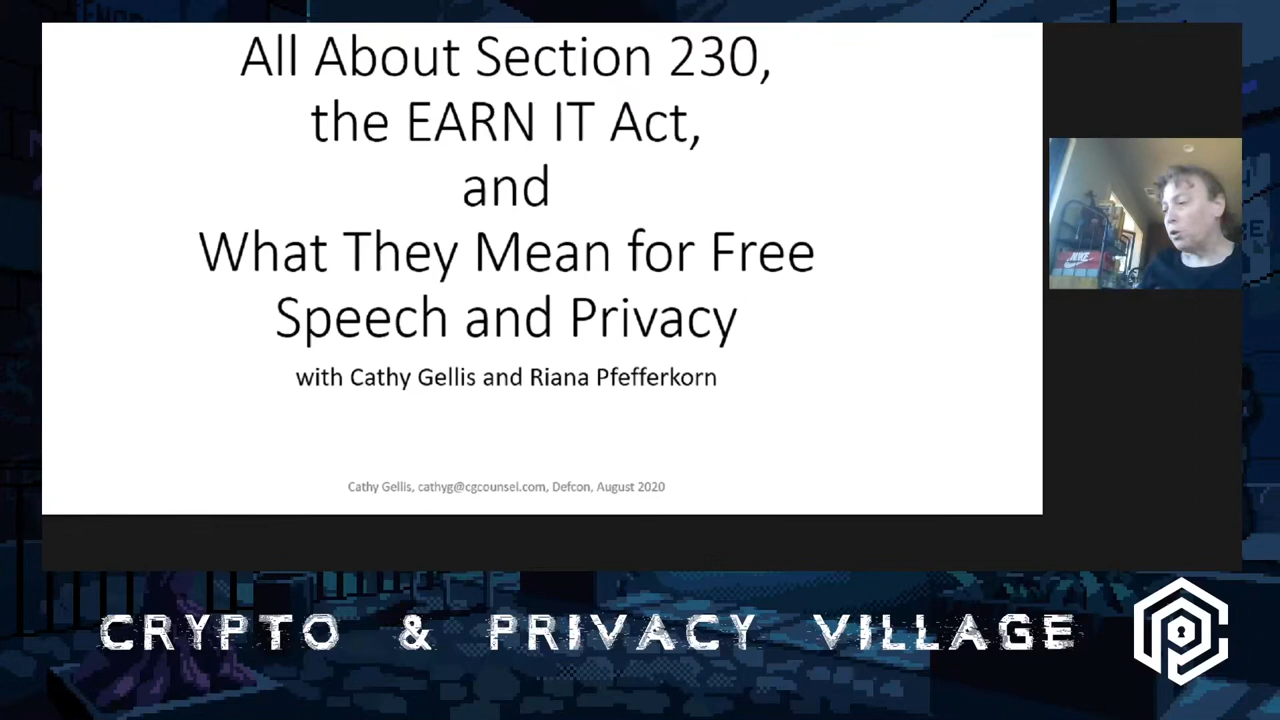 All About Section 230,
the EARN IT Act,
and
What They Mean for Free
Speech and Privacy
with Cathy Gellis and Riana Pfefferkorn
Cathy Gellis, cathyg@cgcounsel.com, Defcon, August 2020
NIKE
CRYPTO & PRIVACY VILLAGE